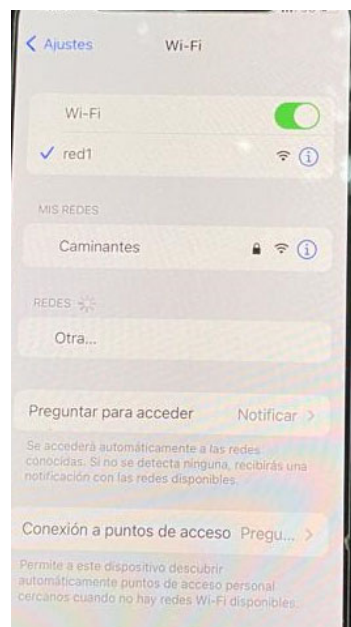 Ajustes Wi-Fi
Wi-Fi
red1
MIS REDES
Caminantes
REDES
Otra...
Preguntar para acceder Notificar
Se accederá automáticamente a las redes
conocidas. Si no se detecta ninguna, recibirás una
notificación con las redes disponibles.
Conexión a puntos de acceso Pregu...
Permite a este dispositivo descubrir
automáticamente puntos de acceso personal
cercanos cuando no hay redes Wi-Fi disponibles.